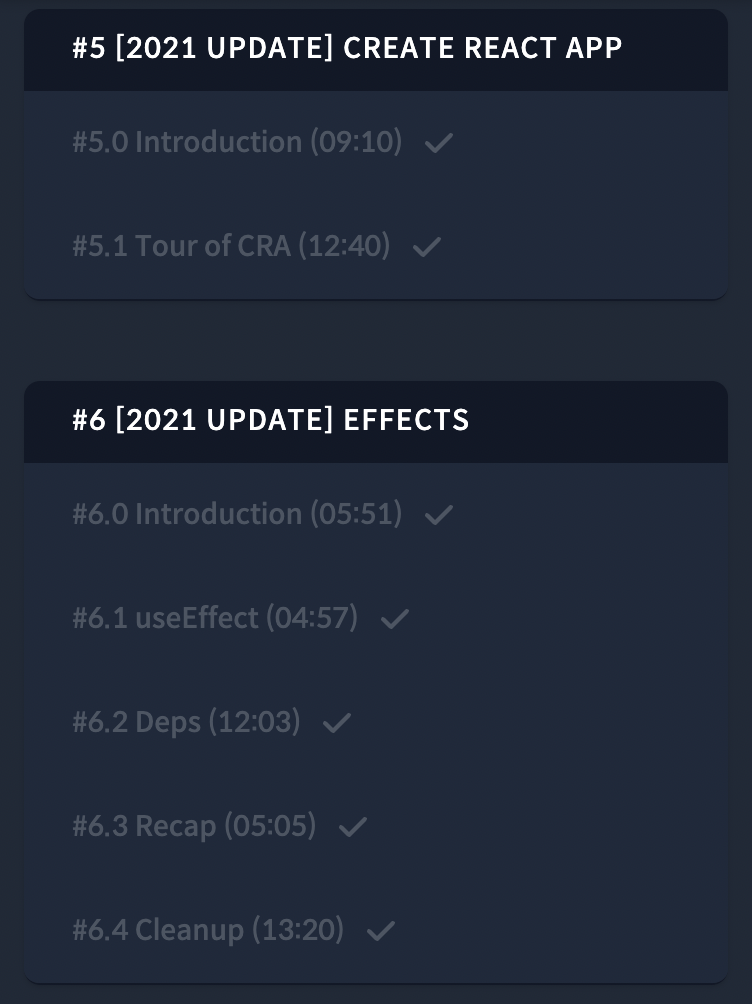 #5 [2021 UPDATE] CREATE REACT APP
#5.0 Introduction (09:10)
#5.1 Tour of CRA (12:40)
#6 [2021 UPDATE] EFFECTS
#6.0 Introduction (05:51)
#6.1 useEffect (04:57)
#6.2 Deps (12:03)
#6.3 Recap (05:05)
#6.4 Cleanup (13:20)